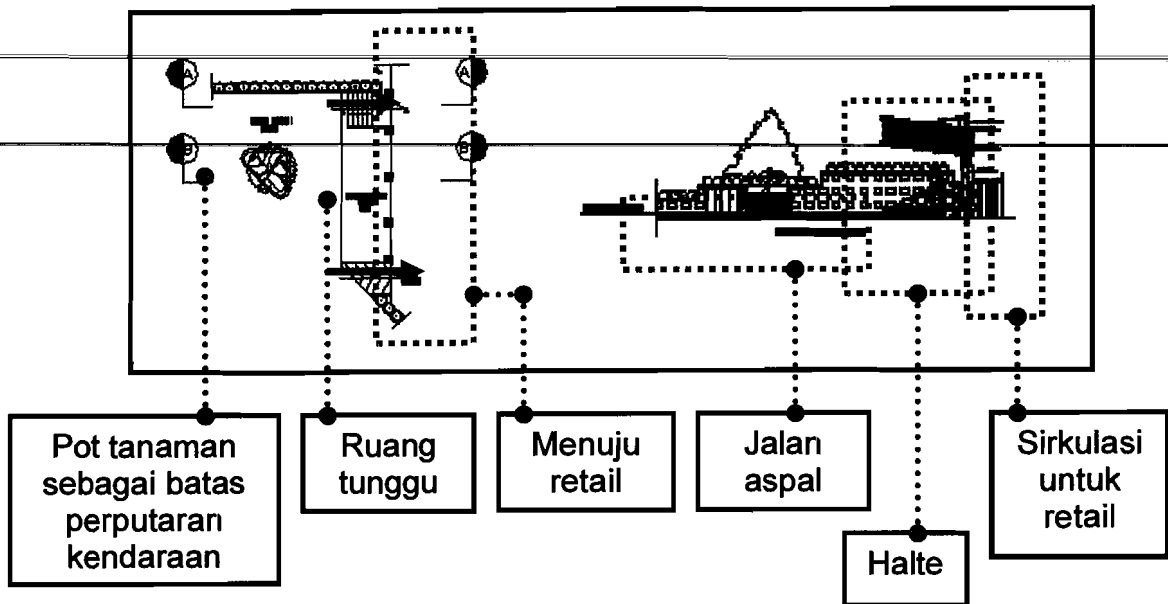 A
A
B
B
Pot tanaman
sebagai batas
perputaran
kendaraan
Ruang
tunggu
Menuju
retail
Jalan
aspal
Halte
Sirkulasi
untuk
retail